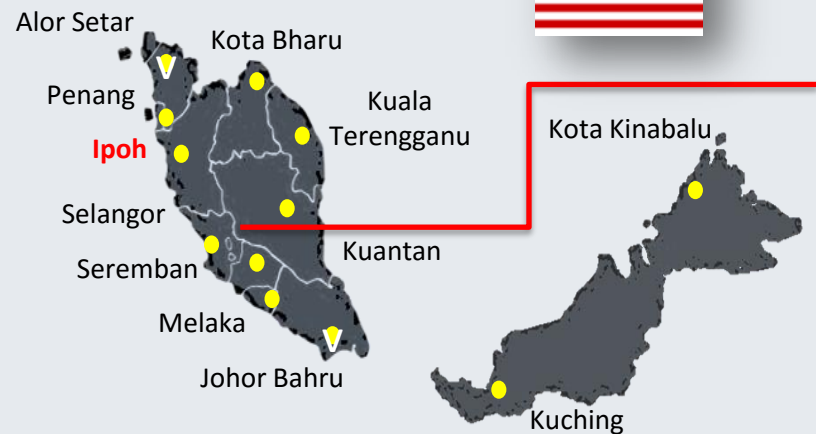 Alor Setar
Kota Bharu
Penang
Kuala
Terengganu
Ipoh
Kota Kinabalu
Selangor
Kuantan
Seremban
Melaka
Johor Bahru
Kuching